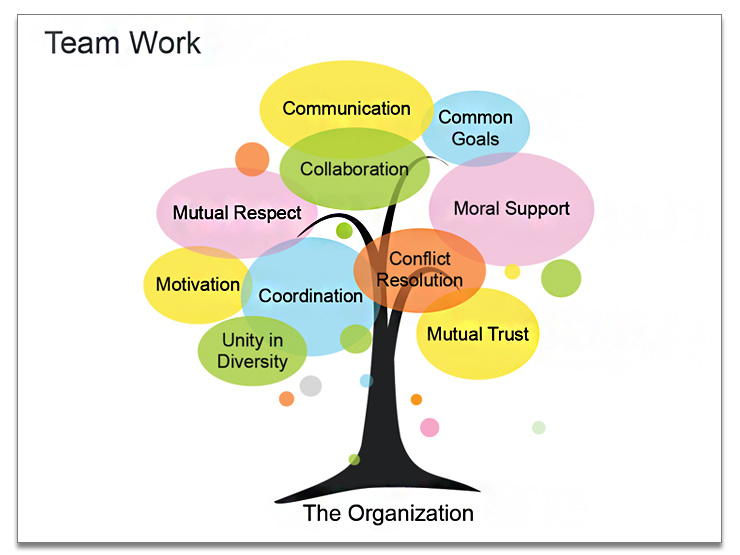 Team Work
Communication
Common
Goals
Collaboration
Mutual Respect
Moral Support
Conflict
Resolution
Motivation
Coordination
Unity in
Diversity
Mutual Trust
The Organization